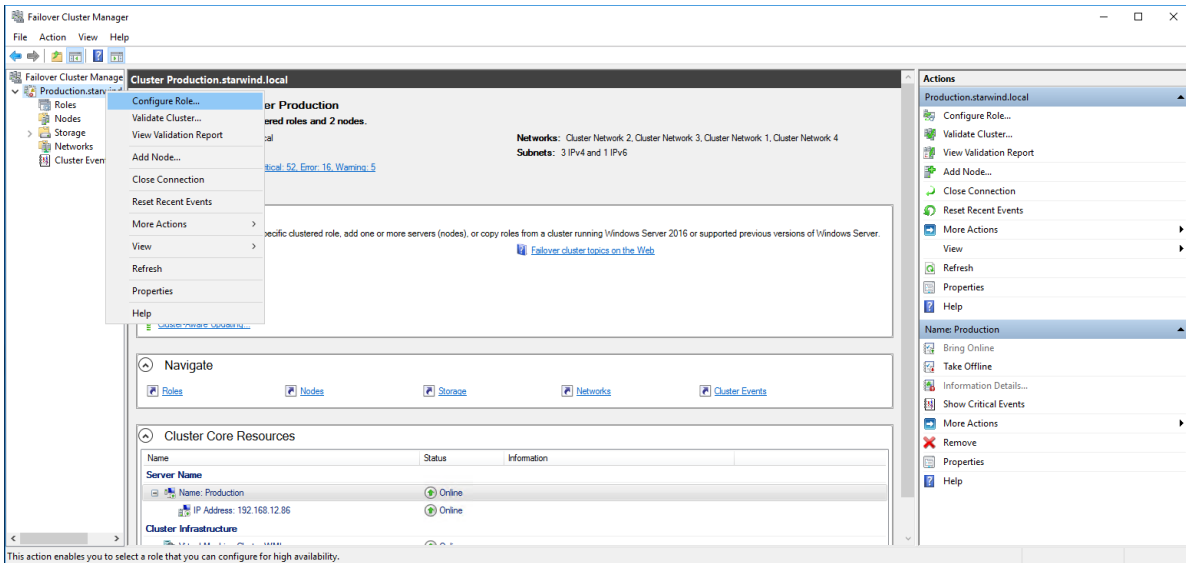 Failover Cluster Manager
File Action View Help
Failover Cluster Manage
Production.starwind
Roles
Nodes
Storage
Networks
Cluster Even
Configure Role...
Validate Cluster...
View Validation Report
Add Node...
Close Connection
Reset Recent Events
More Actions
View
Refresh
Properties
Help
Cluster Production.starwind.local
er Production
ered roles and 2 nodes.
cal
Networks: Cluster Network 2, Cluster Network 3, Cluster Network 1, Cluster Network 4
Subnets: 3 IPv4 and 1 IPv6
itical: 52, Error: 16, Warning: 5
pecific clustered role, add one or more servers (nodes), or copy roles from a cluster running Windows Server 2016 or supported previous versions of Windows Server.
Failover cluster topics on the Web
Cluster-Aware Updating...
Navigate
Roles Nodes Storage Networks Cluster Events
Cluster Core Resources
Name Status Information
Server Name
Name: Production Online
IP Address: 192.168.12.86 Online
Cluster Infrastructure
Actions
Production.starwind.local
Configure Role...
Validate Cluster...
View Validation Report
Add Node...
Close Connection
Reset Recent Events
More Actions
View
Refresh
Properties
Help
Name: Production
Bring Online
Take Offline
Information Details...
Show Critical Events
More Actions
Remove
Properties
Help
This action enables you to select a role that you can configure for high availability.